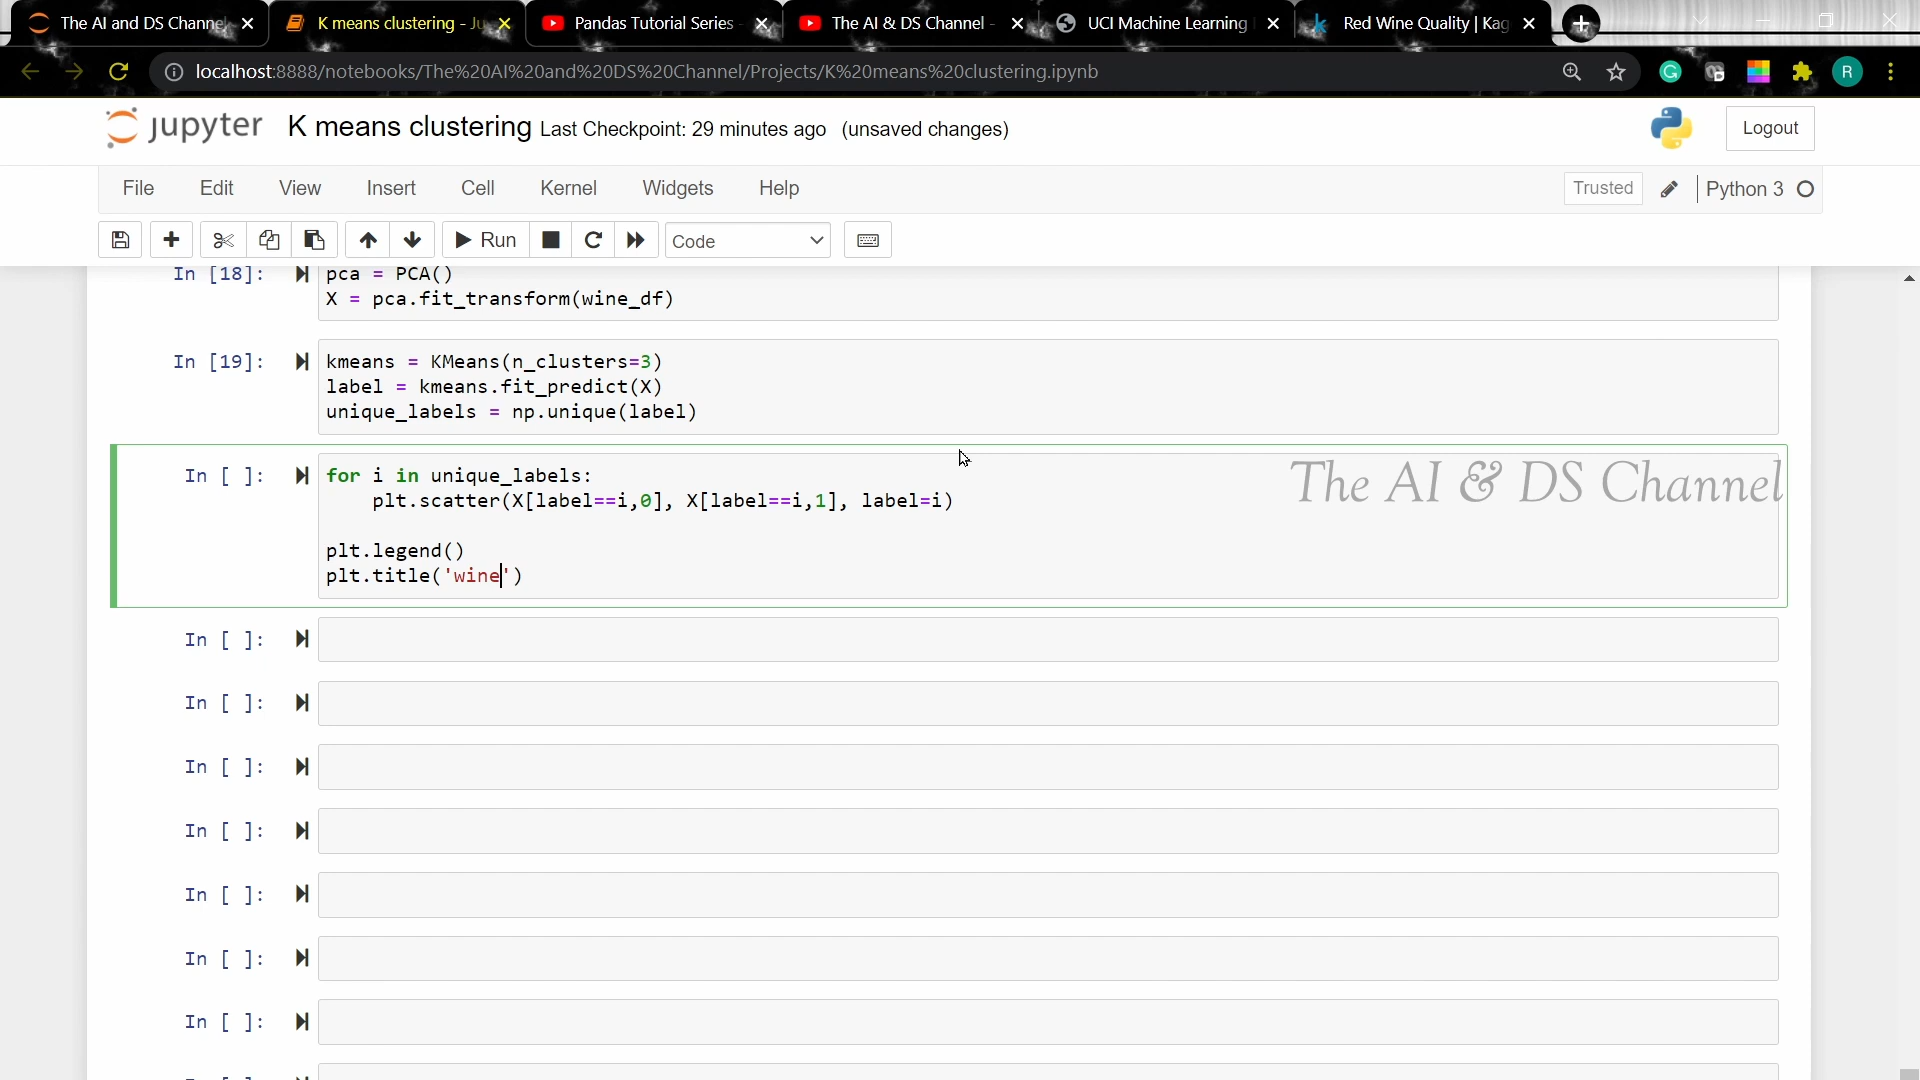 The AI and DS Channe
K means clustering - Ju
Pandas Tutorial Series
The AI & DS Channel -
UCI Machine Learning
Red Wine Quality | Kag
localhost:8888/notebooks/The%20AI%20and%20DS%20Channel/Projects/K%20means%20clustering.ipynb
R
jupyter K means clustering Last Checkpoint: 29 minutes ago (unsaved changes)
Logout
File Edit View Insert Cell Kernel Widgets Help
Trusted
Python 3
Run
Code
In [18]:
pca = PCA()
X = pca.fit_transform(wine_df)
In [19]:
kmeans = KMeans(n_clusters=3)
label = kmeans.fit_predict(X)
unique_labels = np.unique(label)
In [ ]:
for i in unique_labels:
plt.scatter(X[label==i,0], X[label==i,1], label=i)
plt.legend()
plt.title('wine')
The AI & DS Channel
In [ ]:
In [ ]:
In [ ]:
In [ ]:
In [ ]:
In [ ]:
In [ ]: